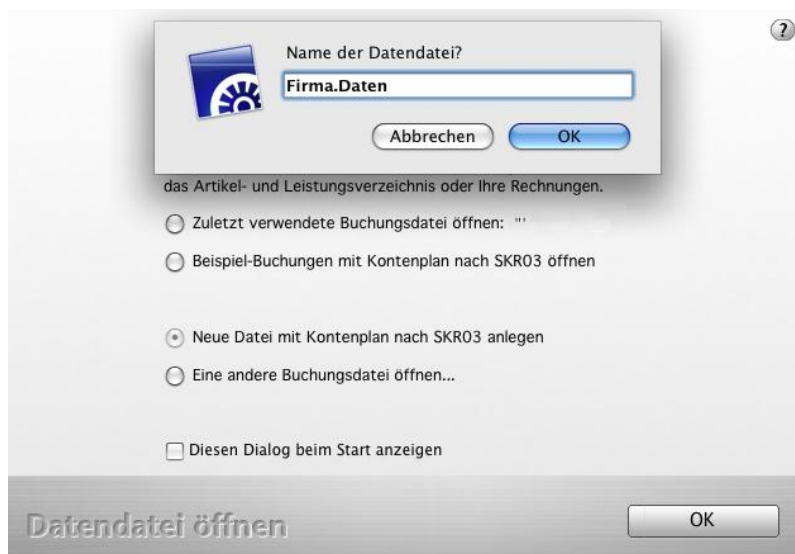 ?
Name der Datendatei?
Firma.Daten
Abbrechen
OK
das Artikel- und Leistungsverzeichnis oder Ihre Rechnungen.
Zuletzt verwendete Buchungsdatei öffnen: "'
Beispiel-Buchungen mit Kontenplan nach SKR03 öffnen
Neue Datei mit Kontenplan nach SKR03 anlegen
Eine andere Buchungsdatei öffnen...
Diesen Dialog beim Start anzeigen
Datendatei öffnen
OK